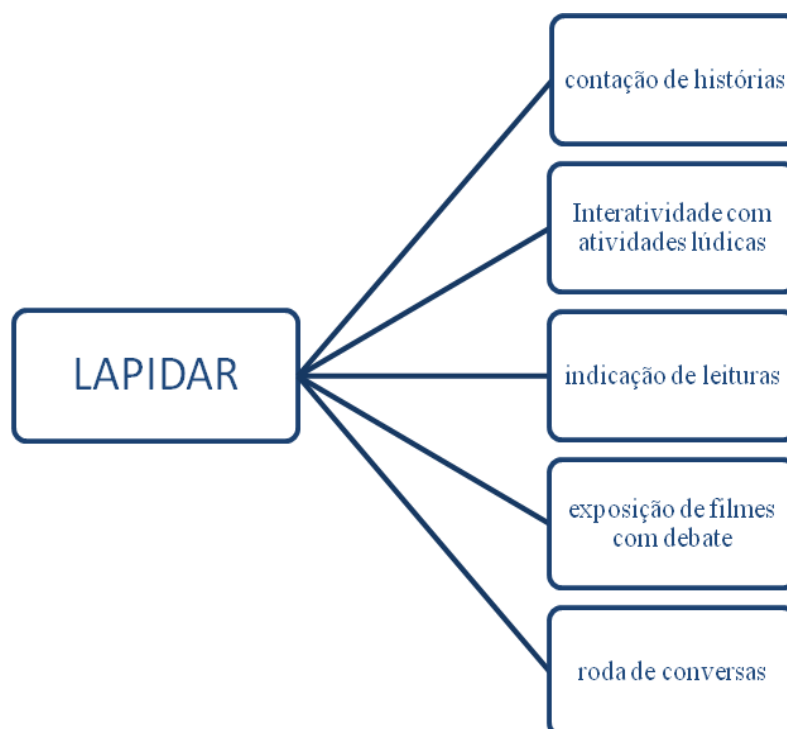 LAPIDAR
contação de histórias
Interatividade com
atividades lúdicas
indicação de leituras
exposição de filmes
com debate
roda de conversas